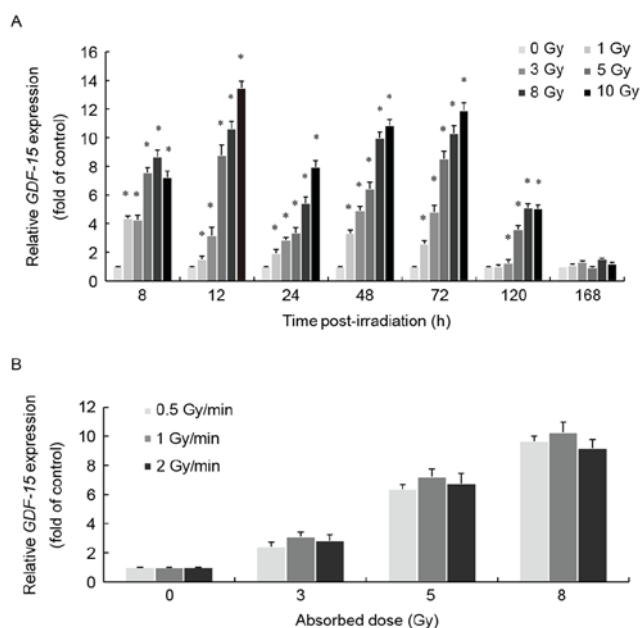 A
Relative GDF-15 expression
(fold of control)
16
14
12
10
8
6
4
2
0
0 Gy
1 Gy
3 Gy
5 Gy
8 Gy
10 Gy
* * * * *
* * * * *
* * * * *
* * * * *
* * * * *
* * * *
8 12 24 48 72 120 168
Time post-irradiation (h)
B
Relative GDF-15 expression
(fold of control)
12
10
8
6
4
2
0
0.5 Gy/min
1 Gy/min
2 Gy/min
0 3 5 8
Absorbed dose (Gy)